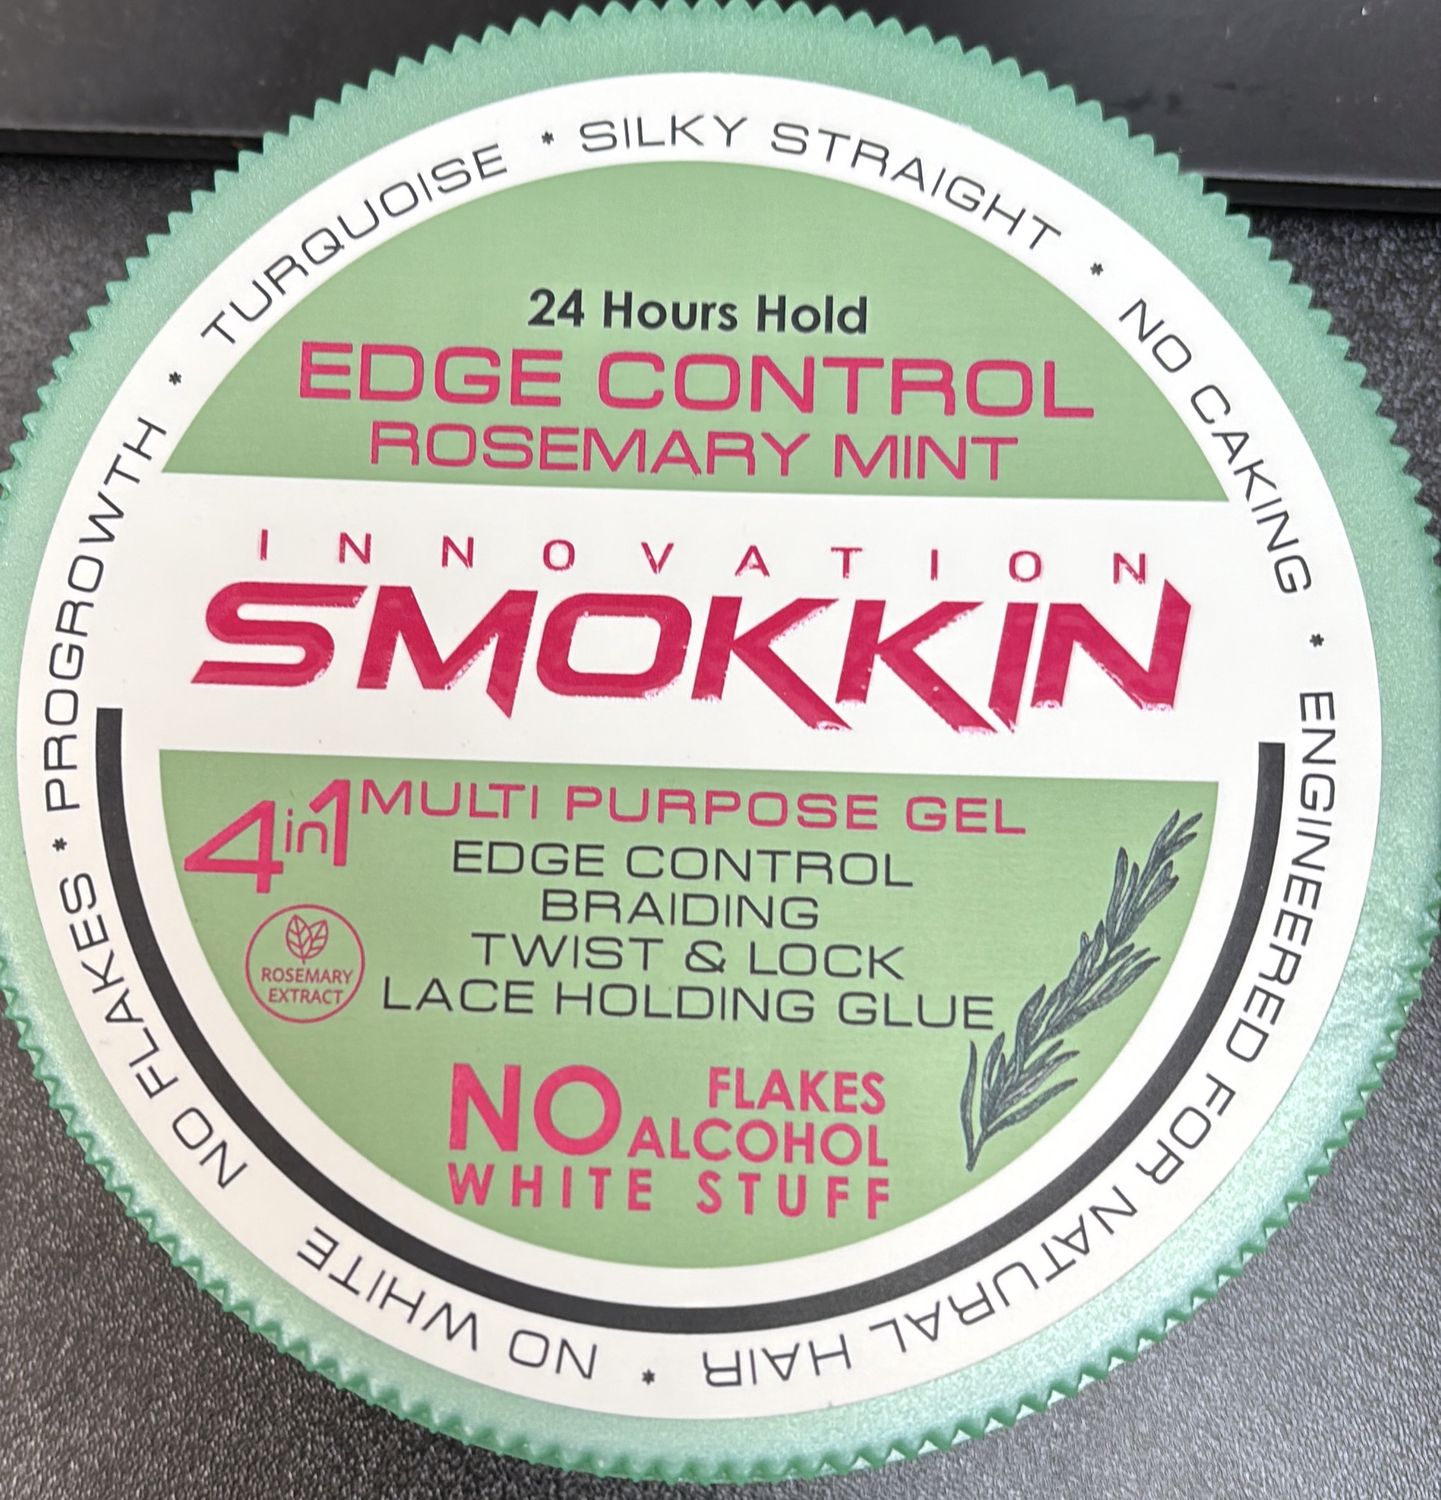 TURQUOISE * SILKY STRAIGHT * NO CAKING * ENGINEERED FOR NATURAL HAIR * NO WHITE NO FLAKES * PROGROWTH *
24 Hours Hold
EDGE CONTROL
ROSEMARY MINT
INNOVATION
SMOKKIN
4in1 MULTI PURPOSE GEL
EDGE CONTROL
BRAIDING
TWIST & LOCK
LACE HOLDING GLUE
ROSEMARY
EXTRACT
NO FLAKES
ALCOHOL
WHITE STUFF